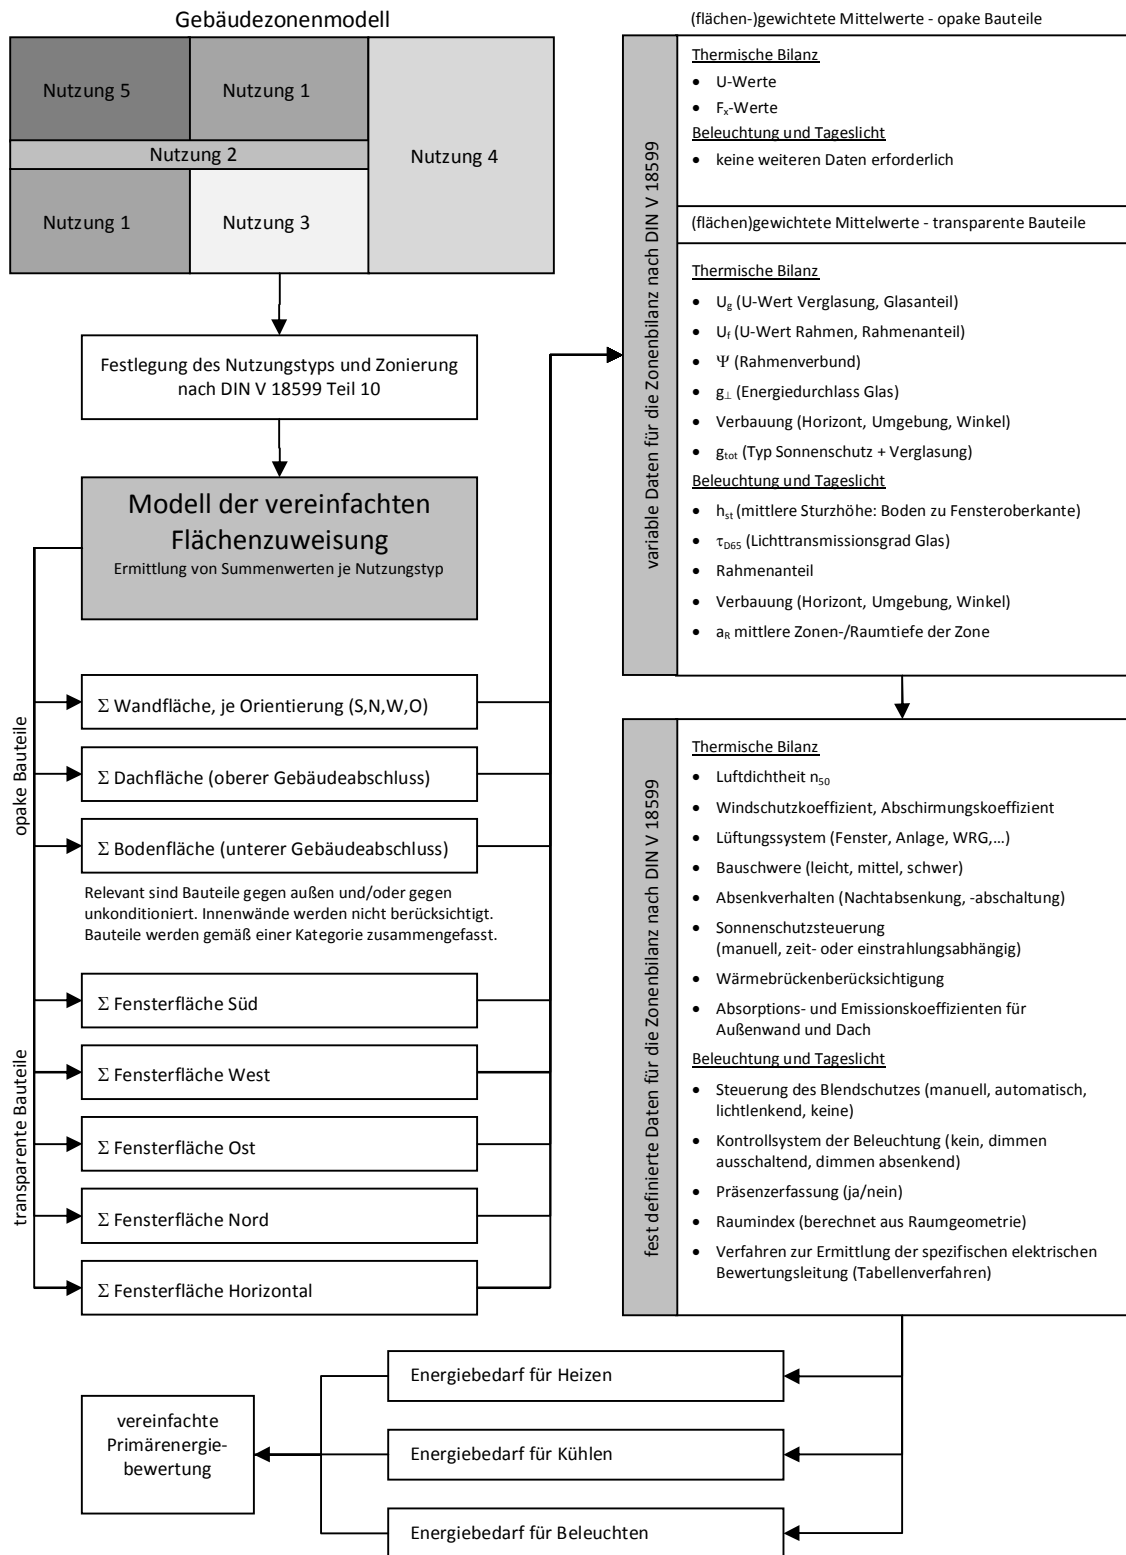 Gebäudezonenmodell
Nutzung 5
Nutzung 1
Nutzung 2
Nutzung 4
Nutzung 1
Nutzung 3
Festlegung des Nutzungstyps und Zonierung
nach DIN V 18599 Teil 10
Modell der vereinfachten
Flächenzuweisung
Ermittlung von Summenwerten je Nutzungstyp
opake Bauteile
Σ Wandfläche, je Orientierung (S,N,W,O)
Σ Dachfläche (oberer Gebäudeabschluss)
Σ Bodenfläche (unterer Gebäudeabschluss)
Relevant sind Bauteile gegen außen und/oder gegen
unkonditioniert. Innenwände werden nicht berücksichtigt.
Bauteile werden gemäß einer Kategorie zusammengefasst.
transparente Bauteile
Σ Fensterfläche Süd
Σ Fensterfläche West
Σ Fensterfläche Ost
Σ Fensterfläche Nord
Σ Fensterfläche Horizontal
(flächen-)gewichtete Mittelwerte - opake Bauteile
variable Daten für die Zonenbilanz nach DIN V 18599
Thermische Bilanz
• U-Werte
• Fx-Werte
Beleuchtung und Tageslicht
• keine weiteren Daten erforderlich
(flächen)gewichtete Mittelwerte - transparente Bauteile
Thermische Bilanz
• Ug (U-Wert Verglasung, Glasanteil)
• Uf (U-Wert Rahmen, Rahmenanteil)
• Ψ (Rahmenverbund)
• g⊥ (Energiedurchlass Glas)
• Verbauung (Horizont, Umgebung, Winkel)
• gtot (Typ Sonnenschutz + Verglasung)
Beleuchtung und Tageslicht
• hst (mittlere Sturzhöhe: Boden zu Fensteroberkante)
• τD65 (Lichttransmissionsgrad Glas)
• Rahmenanteil
• Verbauung (Horizont, Umgebung, Winkel)
• aR mittlere Zonen-/Raumtiefe der Zone
fest definierte Daten für die Zonenbilanz nach DIN V 18599
Thermische Bilanz
• Luftdichtheit n50
• Windschutzkoeffizient, Abschirmungskoeffizient
• Lüftungssystem (Fenster, Anlage, WRG,...)
• Bauschwere (leicht, mittel, schwer)
• Absenkverhalten (Nachtabsenkung, -abschaltung)
• Sonnenschutzsteuerung
(manuell, zeit- oder einstrahlungsabhängig)
• Wärmebrückenberücksichtigung
• Absorptions- und Emissionskoeffizienten für
Außenwand und Dach
Beleuchtung und Tageslicht
• Steuerung des Blendschutzes (manuell, automatisch,
lichtlenkend, keine)
• Kontrollsystem der Beleuchtung (kein, dimmen
ausschaltend, dimmen absenkend)
• Präsenzerfassung (ja/nein)
• Raumindex (berechnet aus Raumgeometrie)
• Verfahren zur Ermittlung der spezifischen elektrischen
Bewertungsleitung (Tabellenverfahren)
Energiebedarf für Heizen
Energiebedarf für Kühlen
Energiebedarf für Beleuchten
vereinfachte
Primärenergie-
bewertung